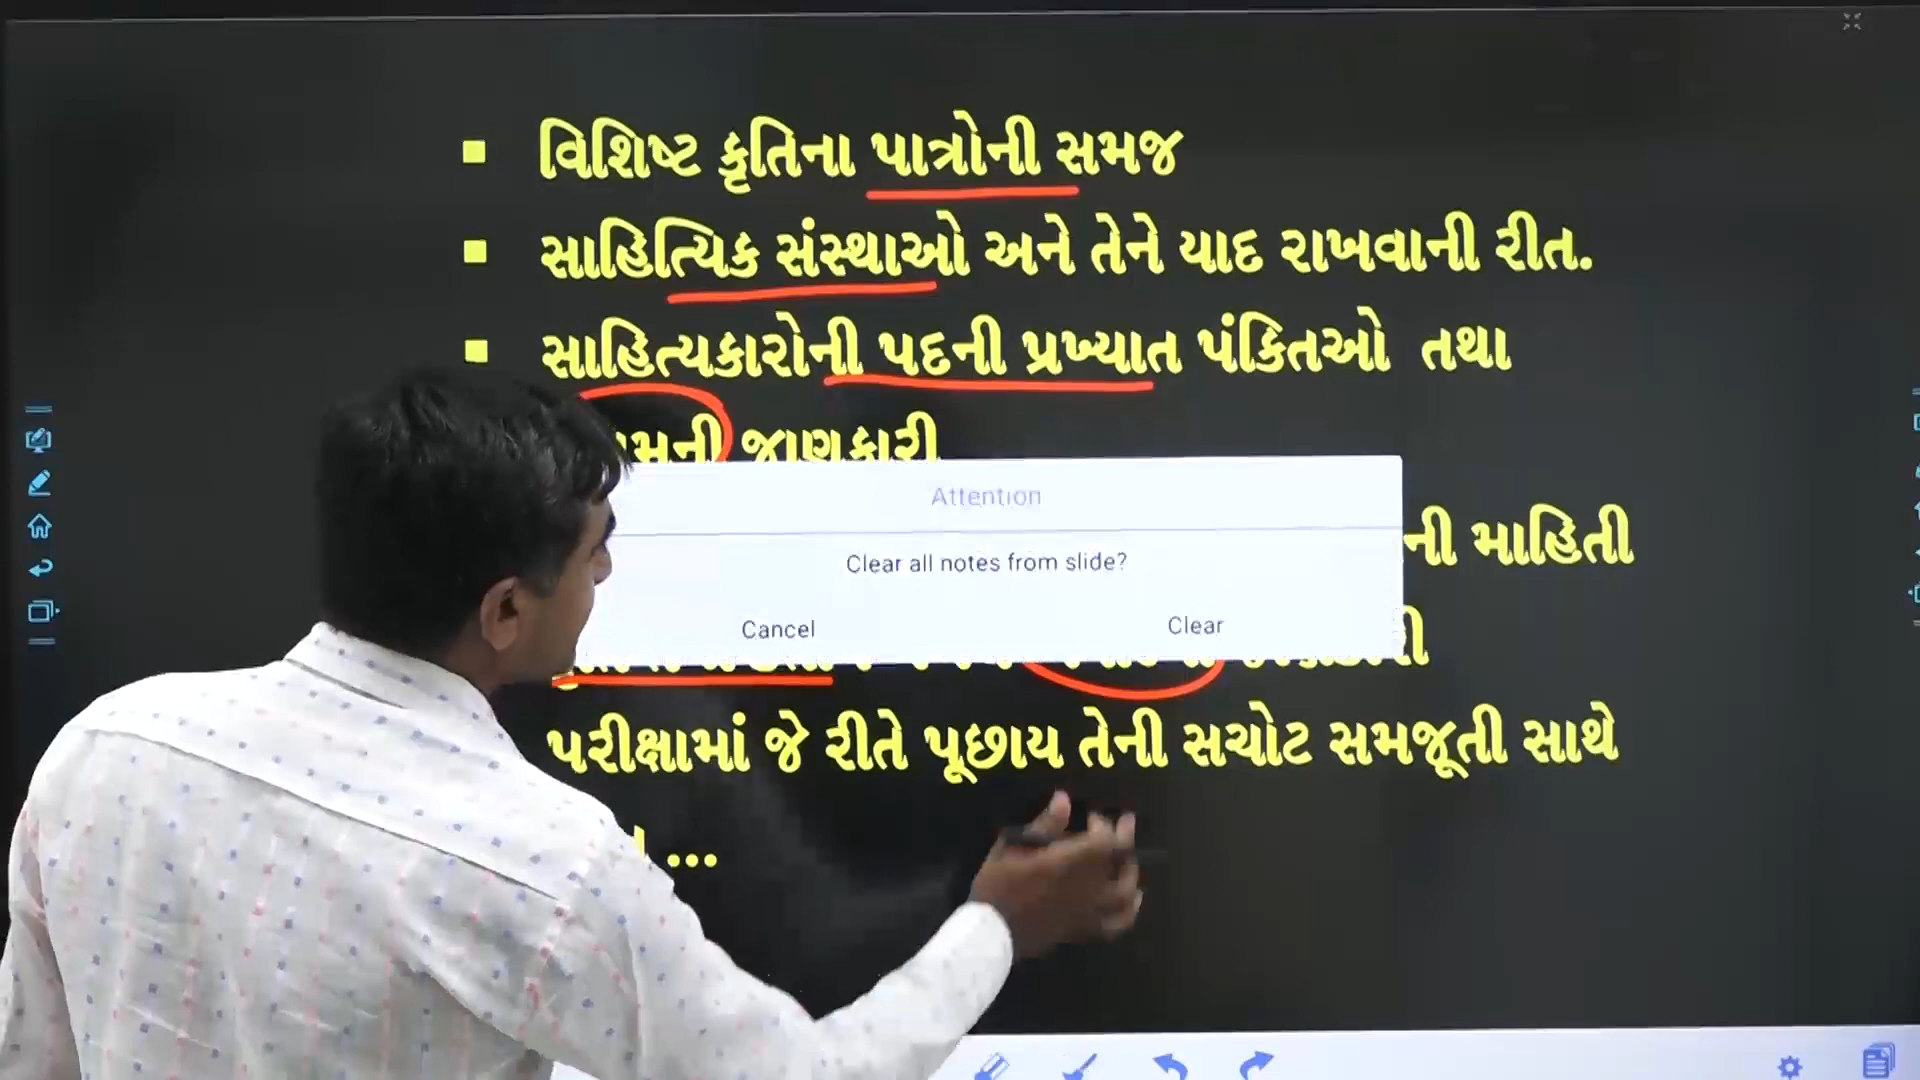 વિશિષ્ટ કૃતિના પાત્રોની સમજ
સાહિત્યિક સંસ્થાઓ અને તેને યાદ રાખવાની રીત.
સાહિત્યકારોની પદની પ્રખ્યાત પંકિતઓ તથા
જાણકારી
Attention
Clear all notes from slide?
ની માહિતી
Cancel Clear
પરીક્ષામાં જે રીતે પૂછાય તેની સચોટ સમજૂતી સાથે
...